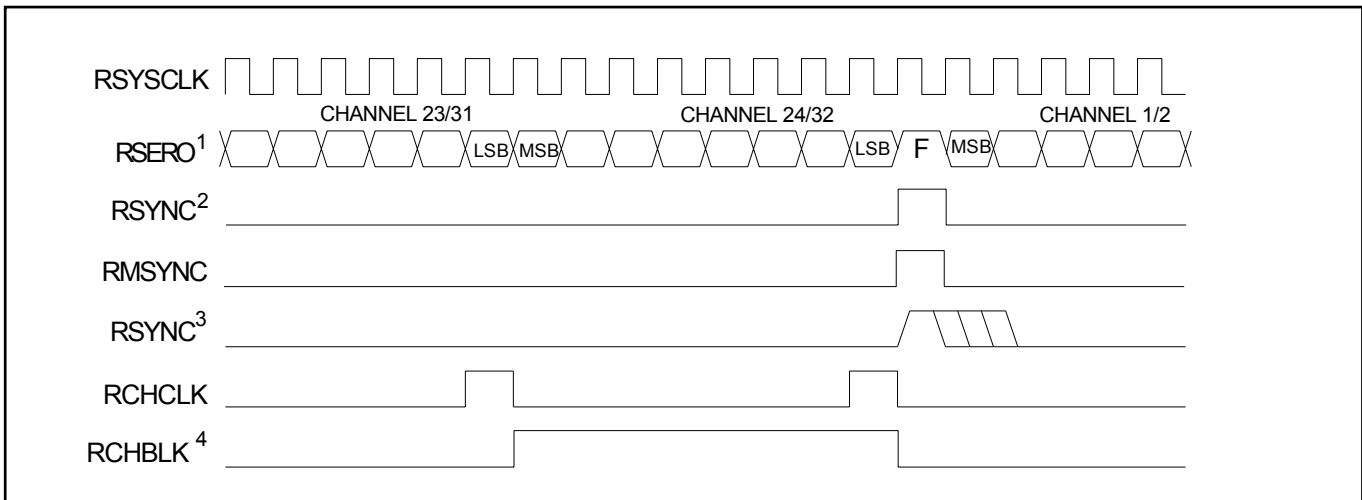 RSYSCLK
CHANNEL 23/31 CHANNEL 24/32 CHANNEL 1/2
RSERO1 LSB MSB LSB F MSB
RSYNC2
RMSYNC
RSYNC3
RCHCLK
RCHBLK 4